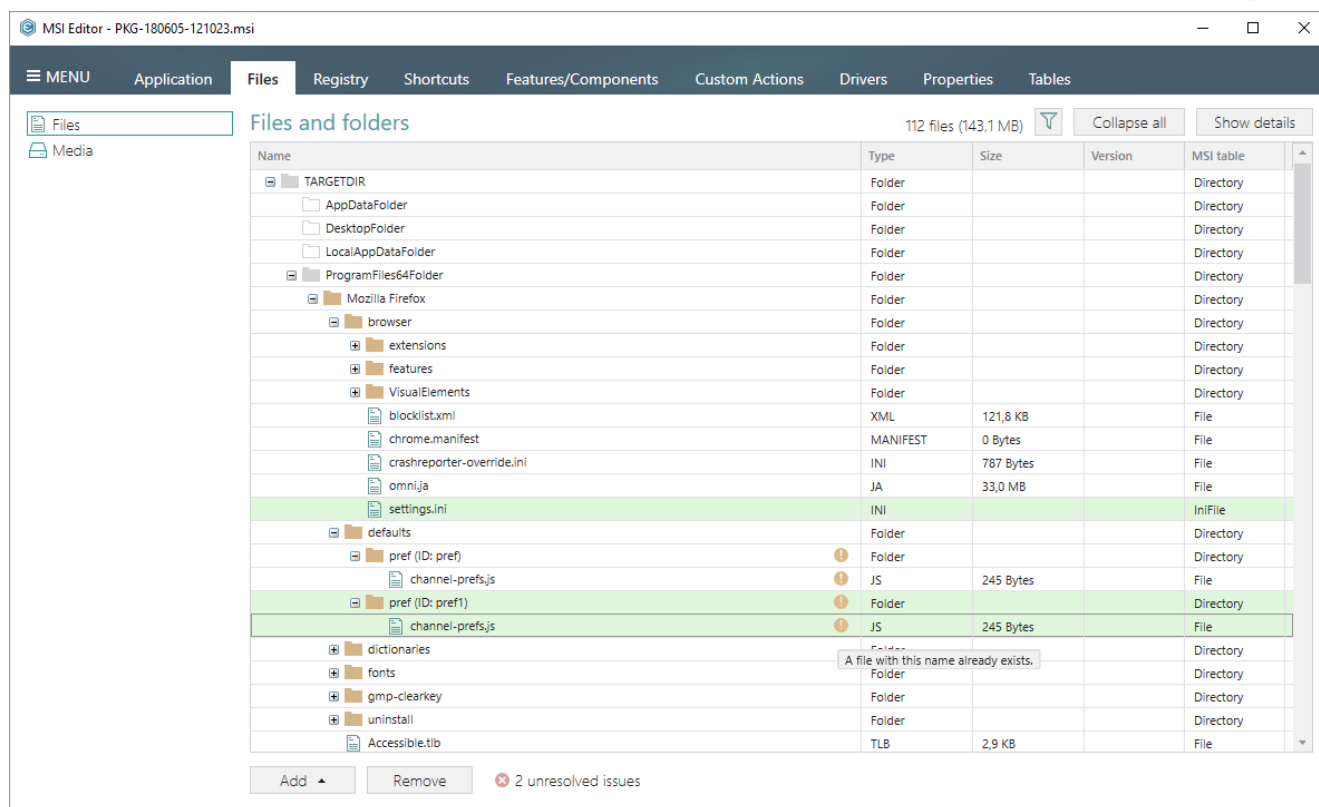 MSI Editor - PKG-180605-121023.msi
MENU Application Files Registry Shortcuts Features/Components Custom Actions Drivers Properties Tables
Files
Media
Files and folders 112 files (143,1 MB) Collapse all Show details
Name Type Size Version MSI table
TARGETDIR Folder Directory
AppDataFolder Folder Directory
DesktopFolder Folder Directory
LocalAppDataFolder Folder Directory
ProgramFiles64Folder Folder Directory
Mozilla Firefox Folder Directory
browser Folder Directory
extensions Folder Directory
features Folder Directory
VisualElements Folder Directory
blocklist.xml XML 121,8 KB File
chrome.manifest MANIFEST 0 Bytes File
crashreporter-override.ini INI 787 Bytes File
omni.ja JA 33,0 MB File
settings.ini INI IniFile
defaults Folder Directory
pref (ID: pref) Folder Directory
channel-prefs.js JS 245 Bytes File
pref (ID: pref1) Folder Directory
channel-prefs.js JS 245 Bytes File
dictionaries Folder Directory
A file with this name already exists.
fonts Folder Directory
gmp-clearkey Folder Directory
uninstall Folder Directory
Accessible.tlb TLB 2,9 KB File
Add Remove 2 unresolved issues